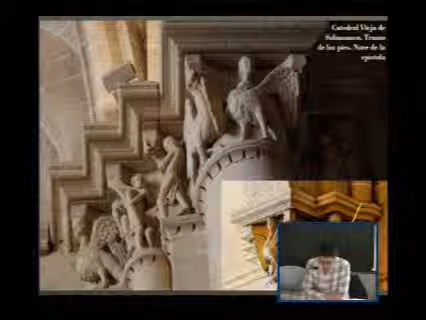 Catedral Vieja de
Salamanca. Tramo
de los pies. Nave de la
epístola